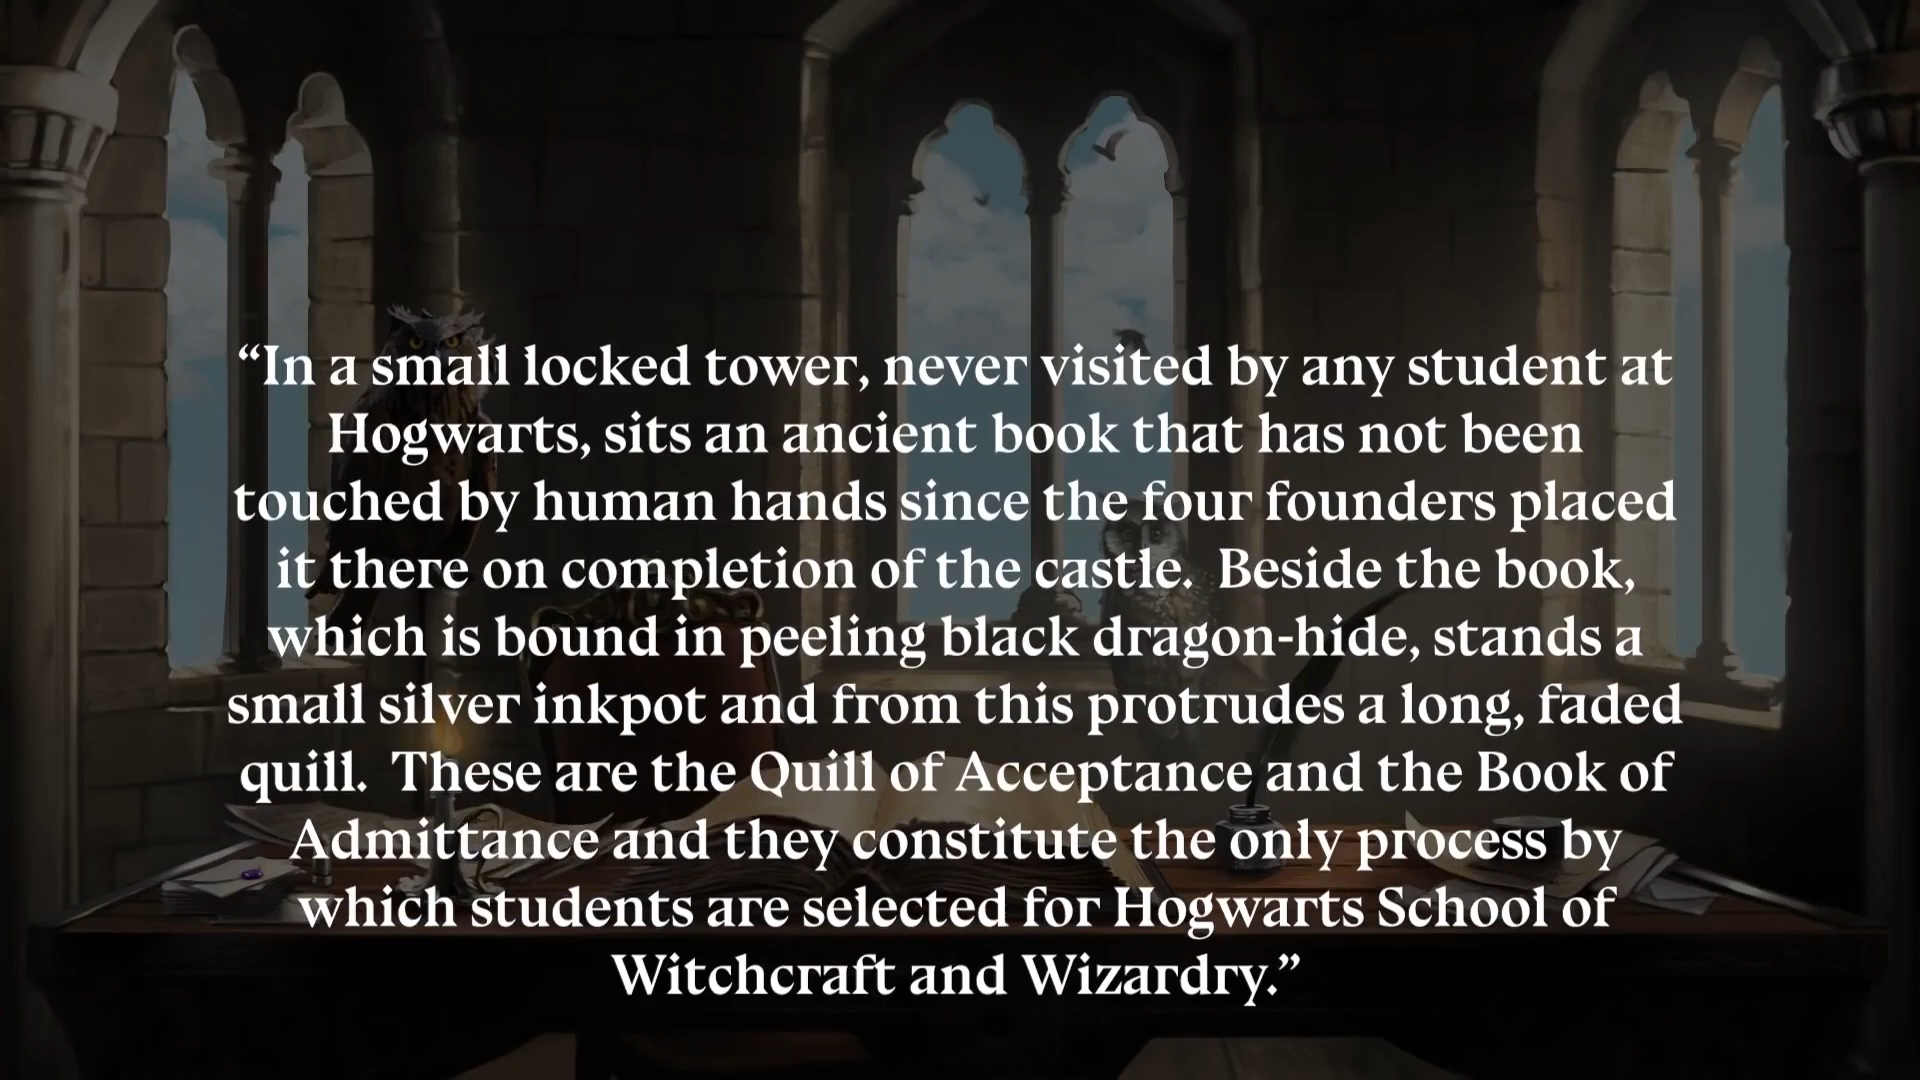 “In a small locked tower, never visited by any student at
Hogwarts, sits an ancient book that has not been
touched by human hands since the four founders placed
it there on completion of the castle.  Beside the book,
which is bound in peeling black dragon-hide, stands a
small silver inkpot and from this protrudes a long, faded
quill.  These are the Quill of Acceptance and the Book of
Admittance and they constitute the only process by
which students are selected for Hogwarts School of
Witchcraft and Wizardry.”